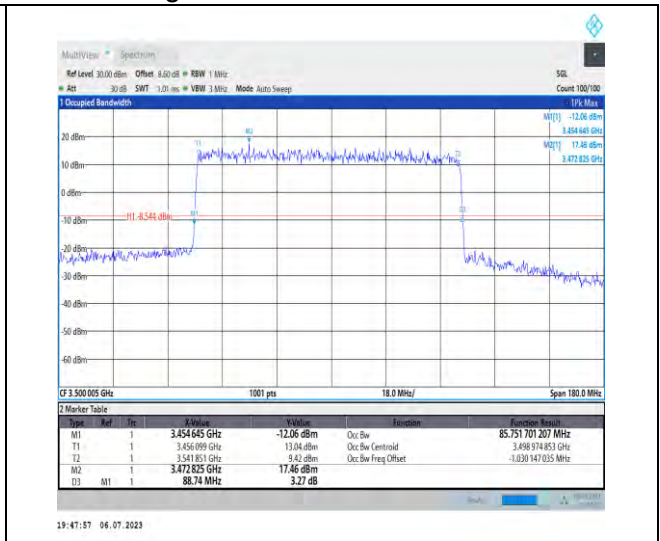 MultiView Spectrum
Ref Level 30.00 dBm Offset 8.60 dB RBW 1 MHz SGL
Att 30 dB SWT 1.01 ms VBW 3 MHz Mode Auto Sweep Count 100/100
1 Occupied Bandwidth 1Pk Max
M1[1] -12.06 dBm
3.454 645 GHz
M2[1] 17.46 dBm
3.472 825 GHz
20 dBm
M2
T1
T2
10 dBm
0 dBm
M1
D3
-10 dBm
H1 -8.544 dBm
-20 dBm
-30 dBm
-40 dBm
-50 dBm
-60 dBm
CF 3.500 005 GHz 1001 pts 18.0 MHz/ Span 180.0 MHz
2 Marker Table
Type Ref Trc X-Value Y-Value Function Function Result
M1 1 3.454 645 GHz -12.06 dBm Occ Bw 85.751 701 207 MHz
T1 1 3.456 099 GHz 13.04 dBm Occ Bw Centroid 3.498 974 853 GHz
T2 1 3.541 851 GHz 9.42 dBm Occ Bw Freq Offset -1.030 147 035 MHz
M2 1 3.472 825 GHz 17.46 dBm
D3 M1 1 88.74 MHz 3.27 dB
19:47:57 06.07.2023